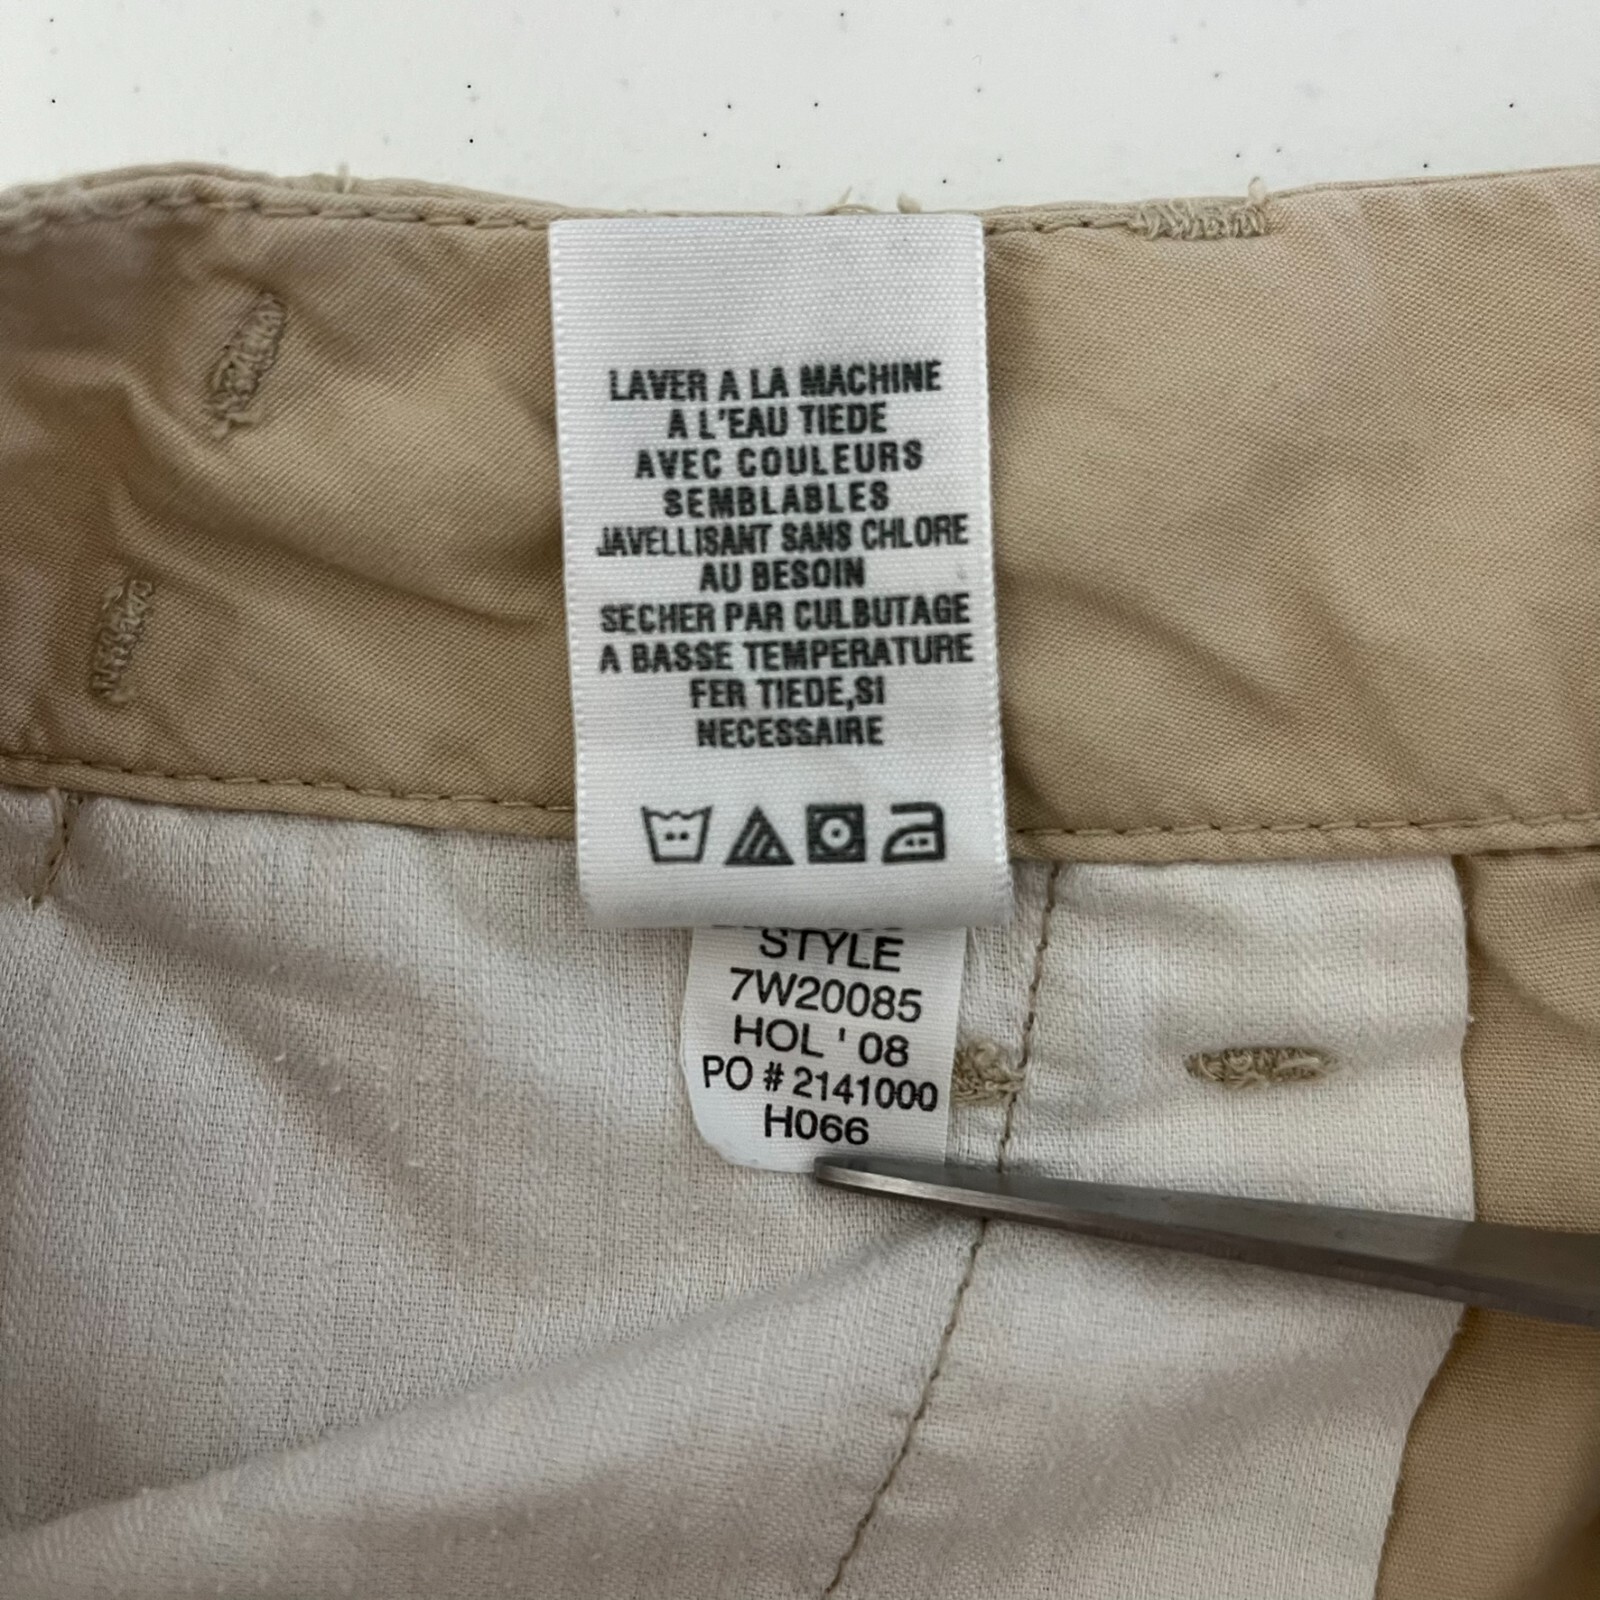 LAVER A LA MACHINE
A L'EAU TIEDE
AVEC COULEURS
SEMBLABLES
JAVELLISANT SANS CHLORE
AU BESOIN
SECHER PAR CULBUTAGE
A BASSE TEMPERATURE
FER TIEDE,SI
NECESSAIRE
STYLE
7W20085
HOL ' 08
PO # 2141000
H066